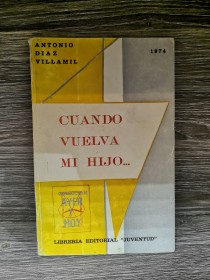 ANTONIO
DIAZ
VILLAMIL
1974
CUANDO
VUELVA
MI HIJO...
AYER
Y
HOY
LIBRERIA EDITORIAL "JUVENTUD"